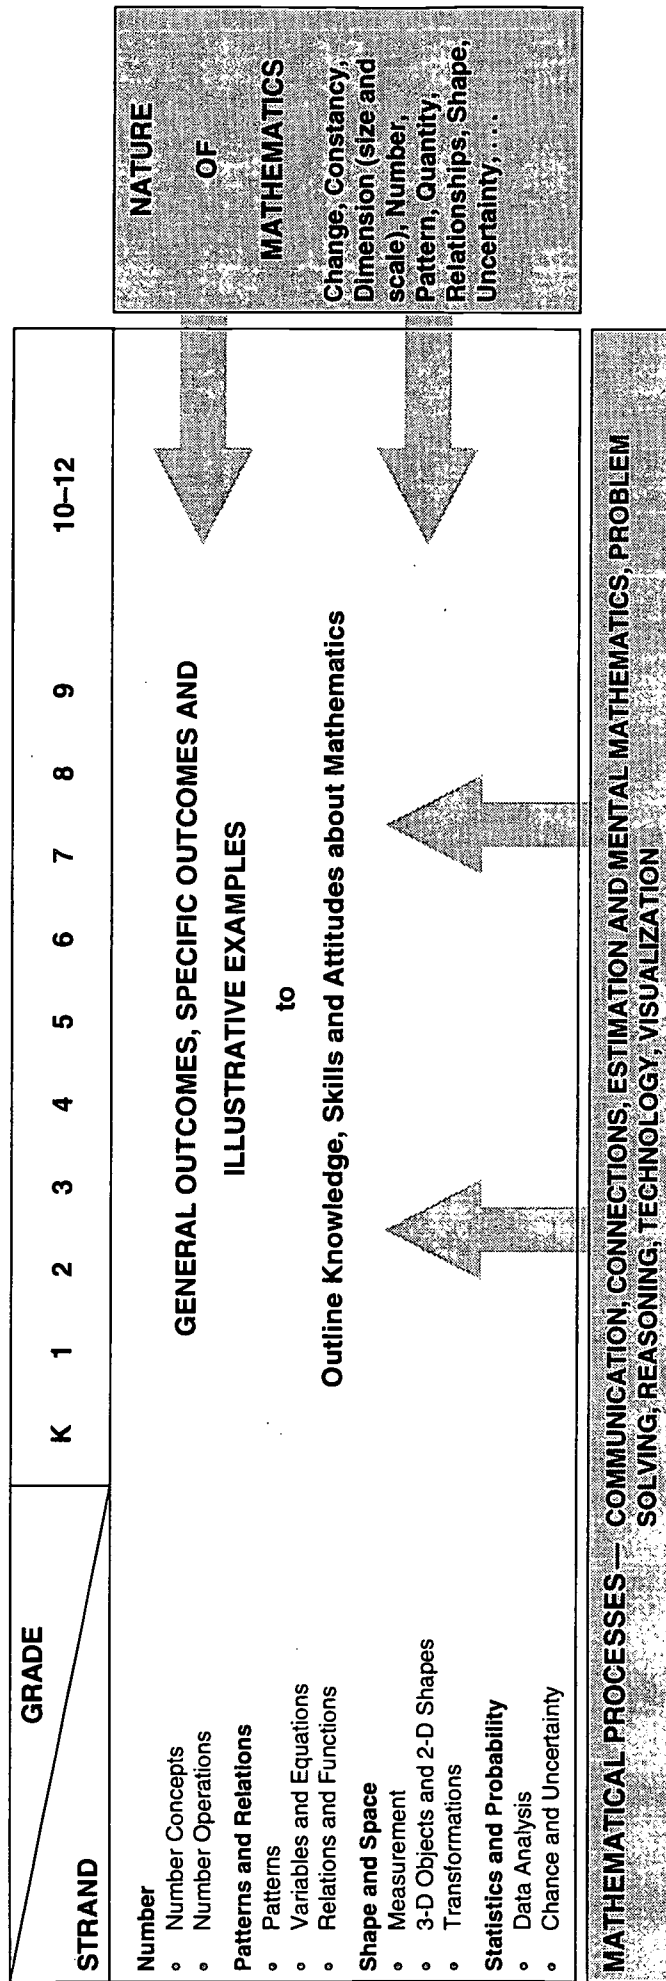 GRADE
STRAND
K 1 2 3 4 5 6 7 8 9 10–12
Number
• Number Concepts
• Number Operations
Patterns and Relations
• Patterns
• Variables and Equations
• Relations and Functions
Shape and Space
• Measurement
• 3-D Objects and 2-D Shapes
• Transformations
Statistics and Probability
• Data Analysis
• Chance and Uncertainty
GENERAL OUTCOMES, SPECIFIC OUTCOMES AND
ILLUSTRATIVE EXAMPLES
to
Outline Knowledge, Skills and Attitudes about Mathematics
NATURE
OF
MATHEMATICS
Change, Constancy,
Dimension (size and
scale), Number,
Pattern, Quantity,
Relationships, Shape,
Uncertainty, . . .
MATHEMATICAL PROCESSES — COMMUNICATION, CONNECTIONS, ESTIMATION AND MENTAL MATHEMATICS, PROBLEM
SOLVING, REASONING, TECHNOLOGY, VISUALIZATION